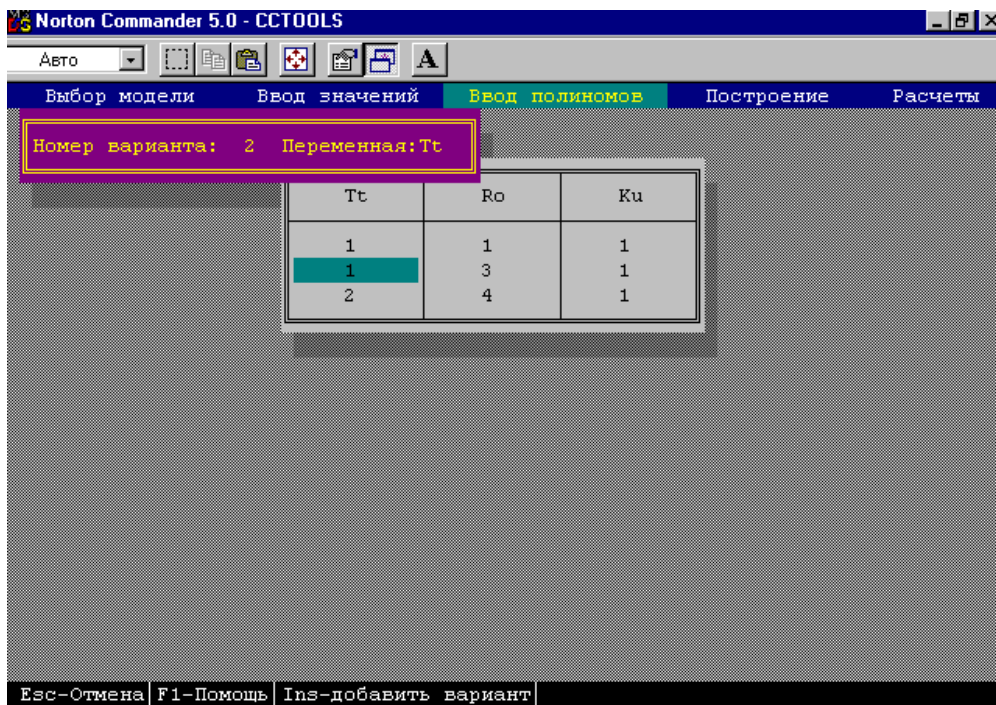 Norton Commander 5.0 - CCTOOLS
Авто A
Выбор модели Ввод значений Ввод полиномов Построение Расчеты
Номер варианта: 2 Переменная:Tt
Tt Ro Ku
1 1 1
1 3 1
2 4 1
Esc-Отмена F1-Помощь Ins-добавить вариант